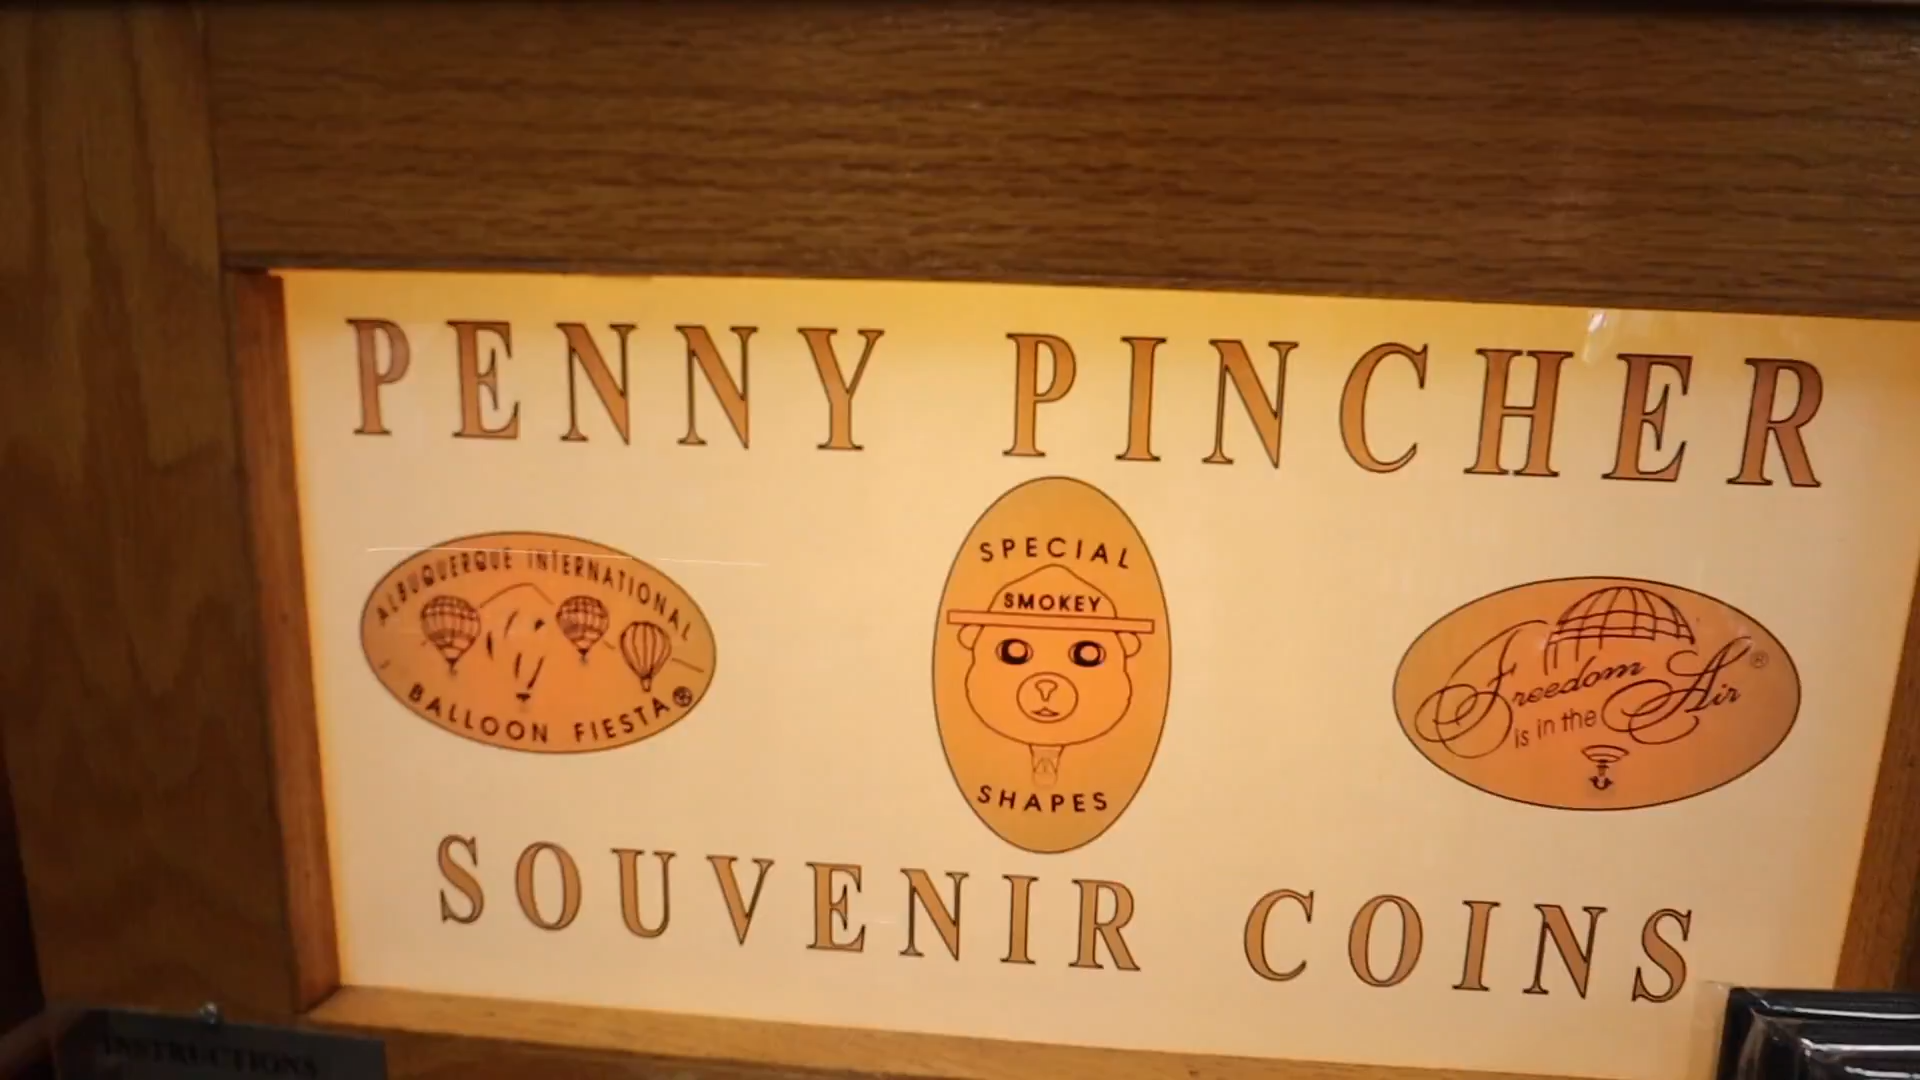 PENNY PINCHER
ALBUQUERQUE INTERNATIONAL
BALLOON FIESTA®
SPECIAL
SMOKEY
SHAPES
Freedom
is in the Air®
SOUVENIR COINS
INSTRUCTIONS